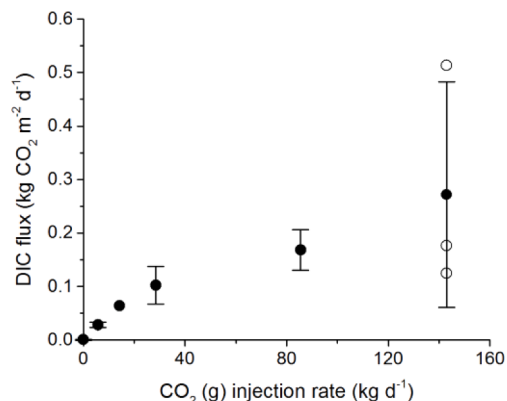 0.6
0.5
0.4
0.3
0.2
0.1
0.0
DIC flux (kg CO₂ m⁻² d⁻¹)
0 40 80 120 160
CO₂ (g) injection rate (kg d⁻¹)